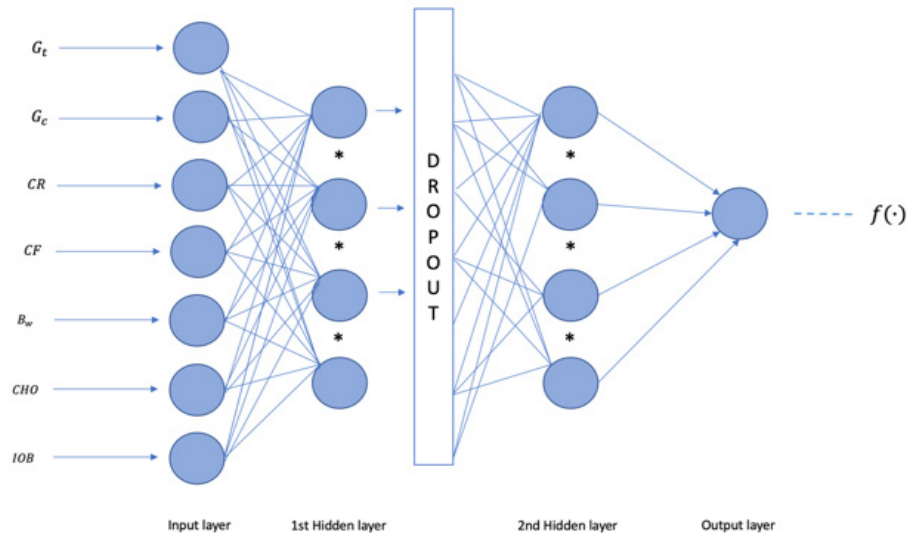 G_t
G_c
CR
CF
B_w
CHO
IOB
*
*
*
D
R
O
P
O
U
T
*
*
*
f(·)
Input layer
1st Hidden layer
2nd Hidden layer
Output layer